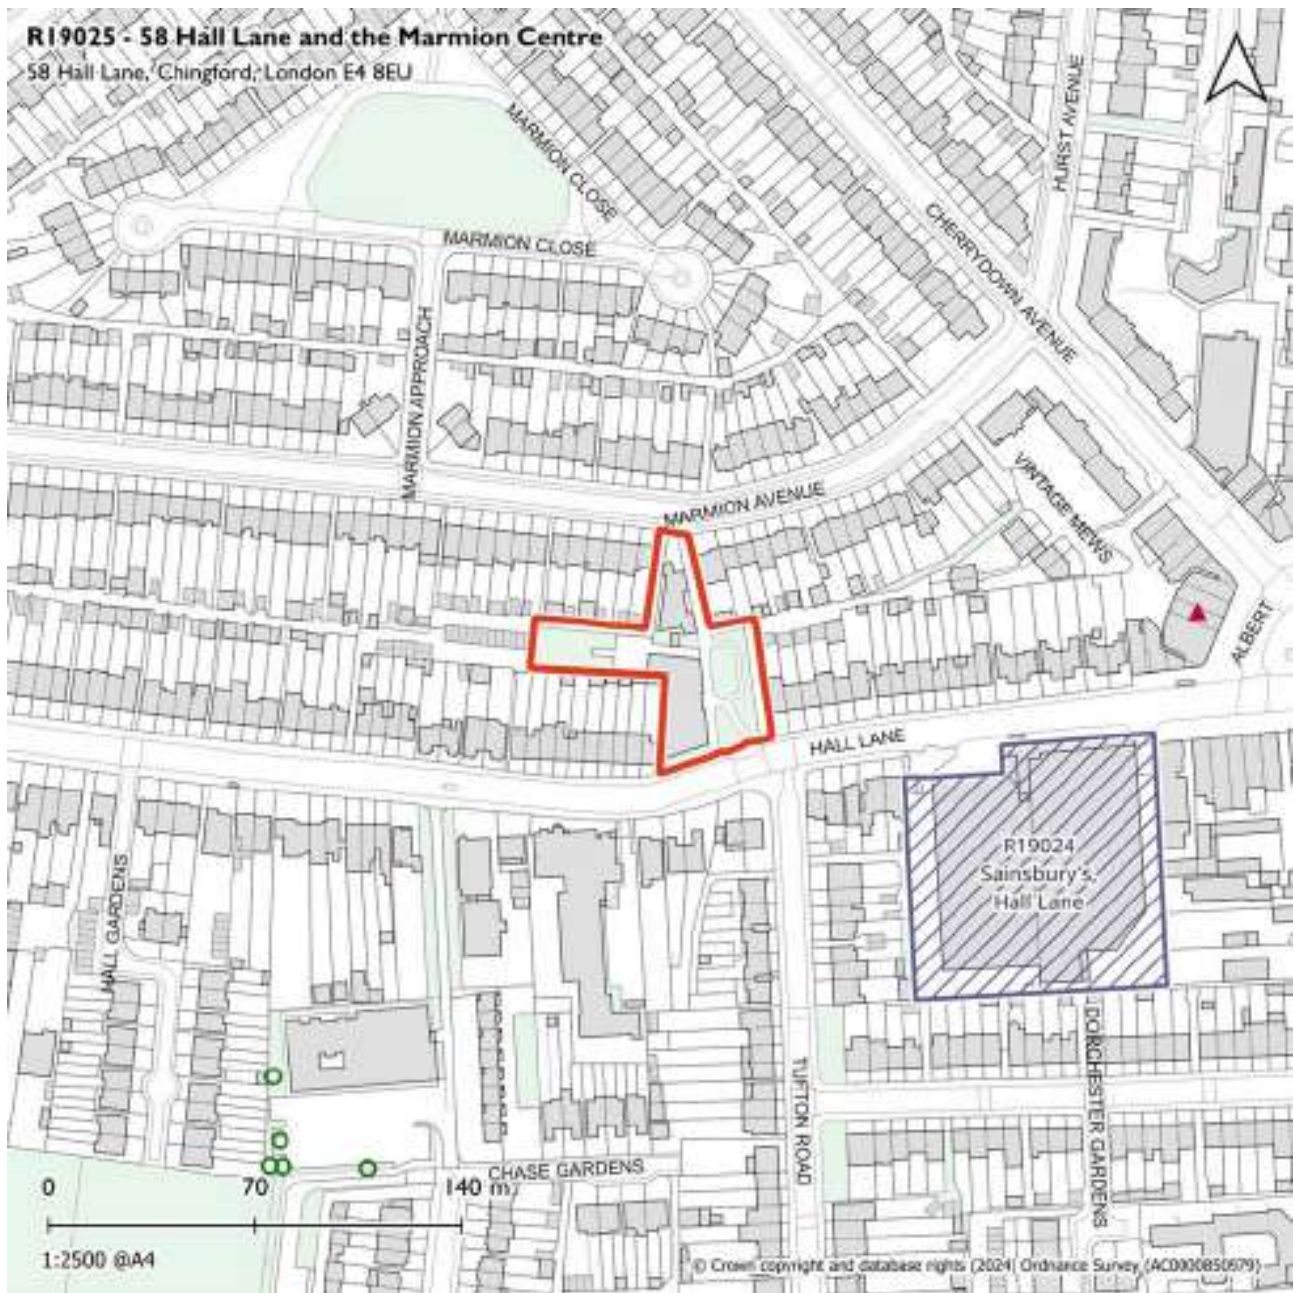 R19025 - 58 Hall Lane and the Marmion Centre
58 Hall Lane, Chingford, London E4 8EU
MARMION CLOSE
HURST AVENUE
MARMION CLOSE
CHERRYDOWN AVENUE
MARMION APPROACH
MARMION AVENUE
VINTAGE MEWS
ALBERT
HALL LANE
R19024
Sainsbury's,
Hall Lane
HALL GARDENS
TUFTON ROAD
DORCHESTER GARDENS
CHASE GARDENS
0 70 140 m
1:2500 @A4
© Crown copyright and database rights (2024) Ordnance Survey (AC0000850979)